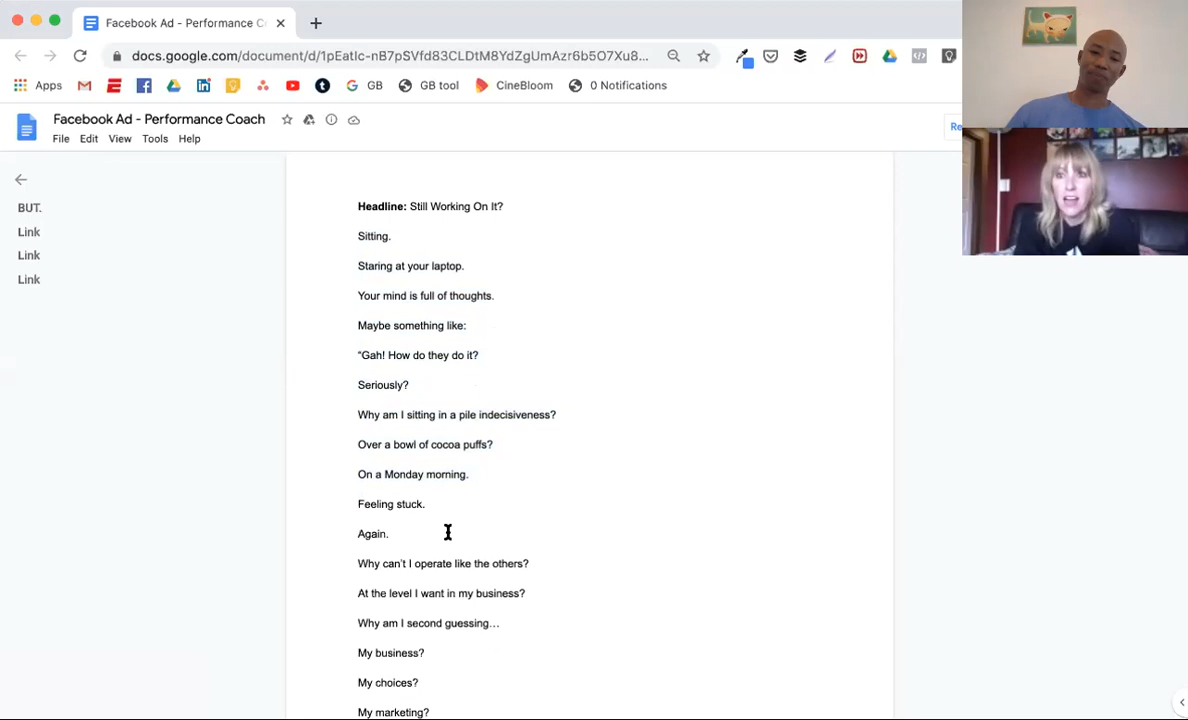 Facebook Ad - Performance C
docs.google.com/document/d/1pEatIc-nB7pSVfd83CLDtM8YdZgUmAzr6b5O7Xu8...
Apps
GB
GB tool
CineBloom
0 Notifications
Facebook Ad - Performance Coach
File Edit View Tools Help
Re
BUT.
Link
Link
Link
Headline: Still Working On It?
Sitting.
Staring at your laptop.
Your mind is full of thoughts.
Maybe something like:
“Gah! How do they do it?
Seriously?
Why am I sitting in a pile indecisiveness?
Over a bowl of cocoa puffs?
On a Monday morning.
Feeling stuck.
Again.
Why can’t I operate like the others?
At the level I want in my business?
Why am I second guessing…
My business?
My choices?
My marketing?